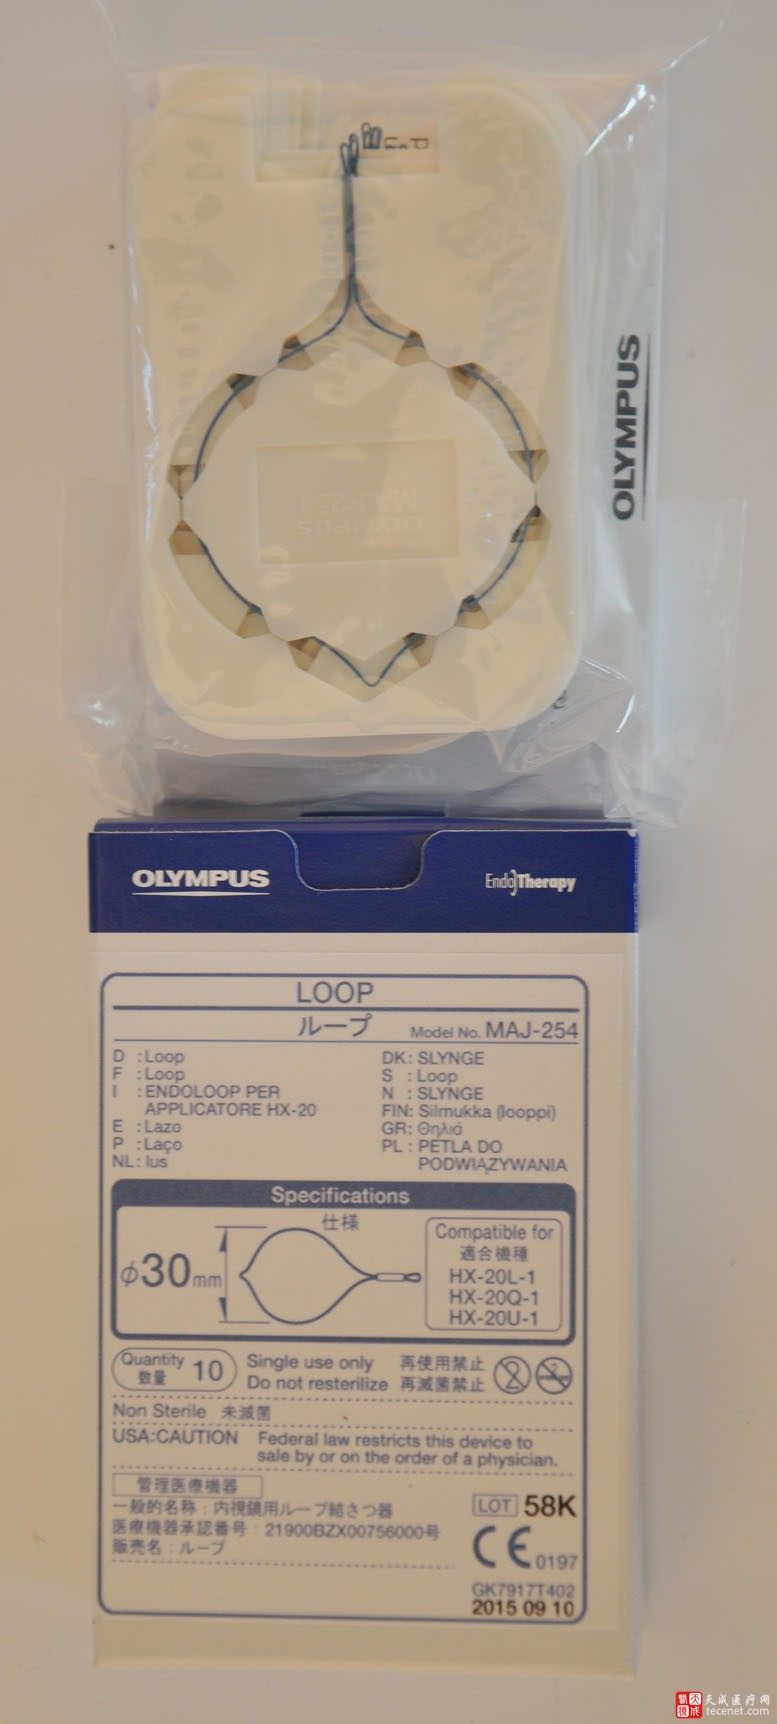 OLYMPUS
OLYMPUS
MAJ-254
OLYMPUS
EndoTherapy
LOOP
ループ Model No. MAJ-254
D : Loop
F : Loop
I : ENDOLOOP PER
APPLICATORE HX-20
E : Lazo
P : Laço
NL: lus
DK: SLYNGE
S : Loop
N : SLYNGE
FIN: Silmukka (looppi)
GR: Θηλιά
PL : PETLA DO
PODWIĄZYWANIA
Specifications
仕様
φ30mm
Compatible for
適合機種
HX-20L-1
HX-20Q-1
HX-20U-1
Quantity
数量 10
Single use only 再使用禁止
Do not resterilize 再滅菌禁止
Non Sterile 未滅菌
USA:CAUTION Federal law restricts this device to
sale by or on the order of a physician.
管理医療機器
一般的名称：内視鏡用ループ結さつ器
医療機器承認番号：21900BZX00756000号
販売名：ループ
LOT 58K
CE 0197
GK7917T402
2015 09 10
天成医疗网
tecenet.com